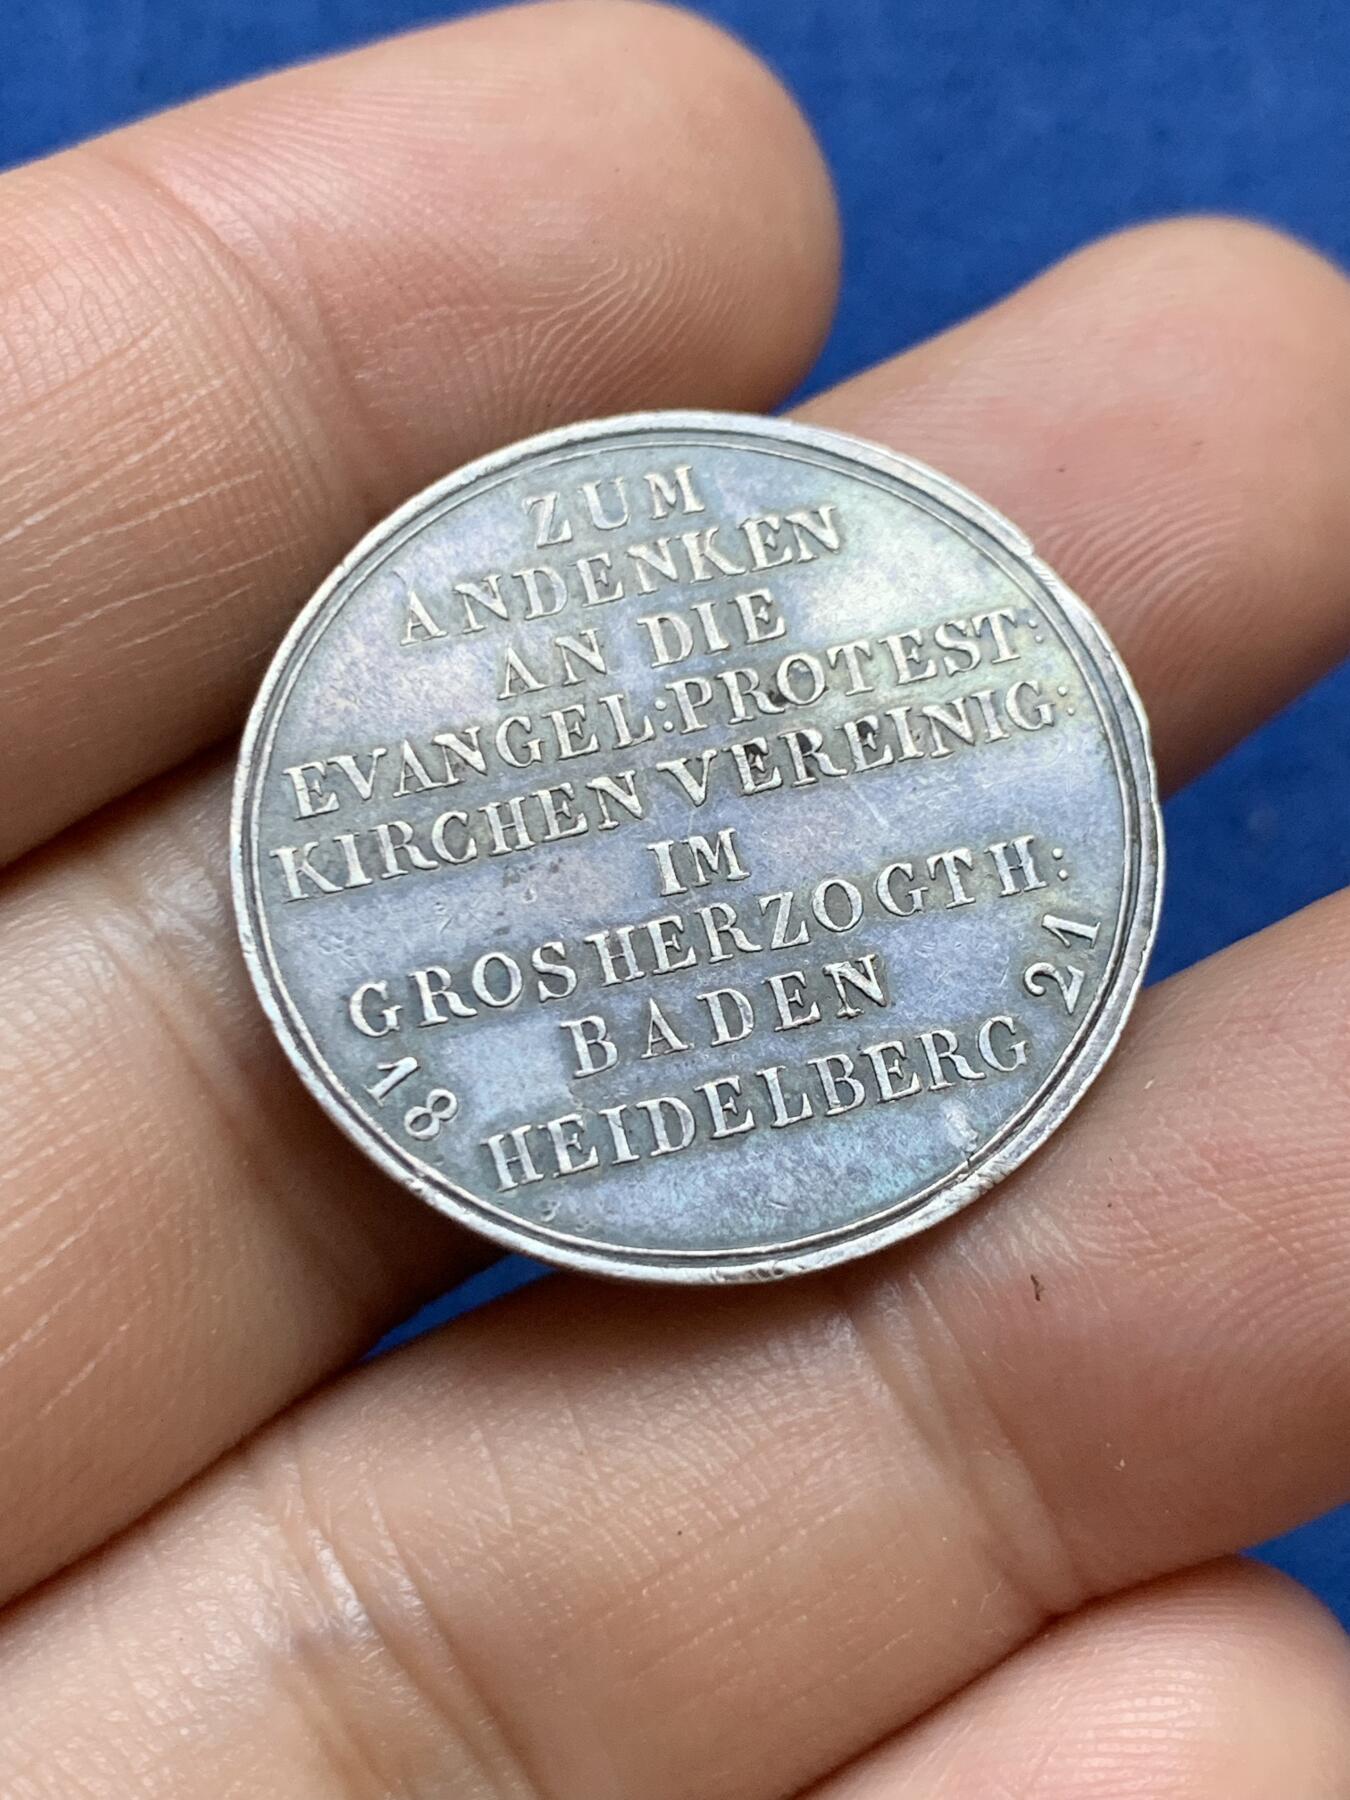 ZUM
ANDENKEN
AN DIE
EVANGEL:PROTEST:
KIRCHEN VEREINIG:
IM
GROSHERZOGTH:
BADEN
HEIDELBERG
18 21